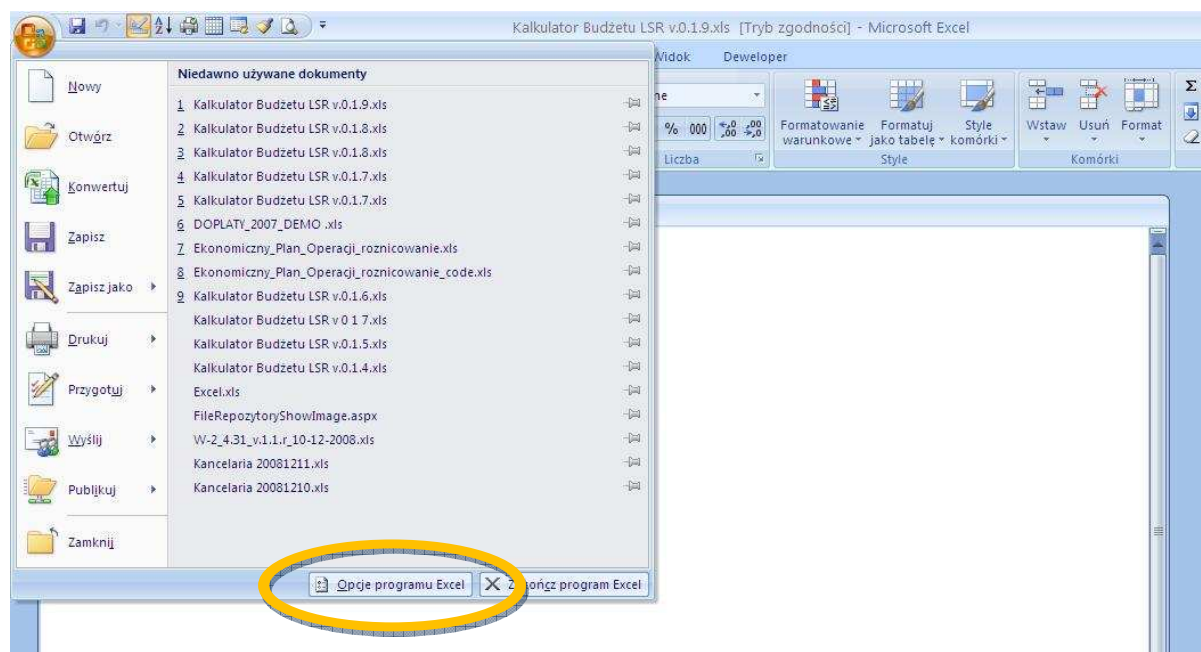 Kalkulator Budżetu LSR v.0.1.9.xls [Tryb zgodności] - Microsoft Excel
Widok Deweloper
Nowy
Otwórz
Konwertuj
Zapisz
Zapisz jako
Drukuj
Przygotuj
Wyślij
Publikuj
Zamknij
Niedawno używane dokumenty
1 Kalkulator Budżetu LSR v.0.1.9.xls
2 Kalkulator Budżetu LSR v.0.1.8.xls
3 Kalkulator Budżetu LSR v.0.1.8.xls
4 Kalkulator Budżetu LSR v.0.1.7.xls
5 Kalkulator Budżetu LSR v.0.1.7.xls
6 DOPLATY_2007_DEMO .xls
7 Ekonomiczny_Plan_Operacji_roznicowanie.xls
8 Ekonomiczny_Plan_Operacji_roznicowanie_code.xls
9 Kalkulator Budżetu LSR v.0.1.6.xls
Kalkulator Budżetu LSR v 0 1 7.xls
Kalkulator Budżetu LSR v.0.1.5.xls
Kalkulator Budżetu LSR v.0.1.4.xls
Excel.xls
FileRepozytoryShowImage.aspx
W-2_4.31_v.1.1.r_10-12-2008.xls
Kancelaria 20081211.xls
Kancelaria 20081210.xls
Opcje programu Excel
Zakończ program Excel
ne
% 000
Liczba
Formatowanie warunkowe
Formatuj jako tabelę
Style komórki
Style
Wstaw Usuń Format
Komórki
Σ